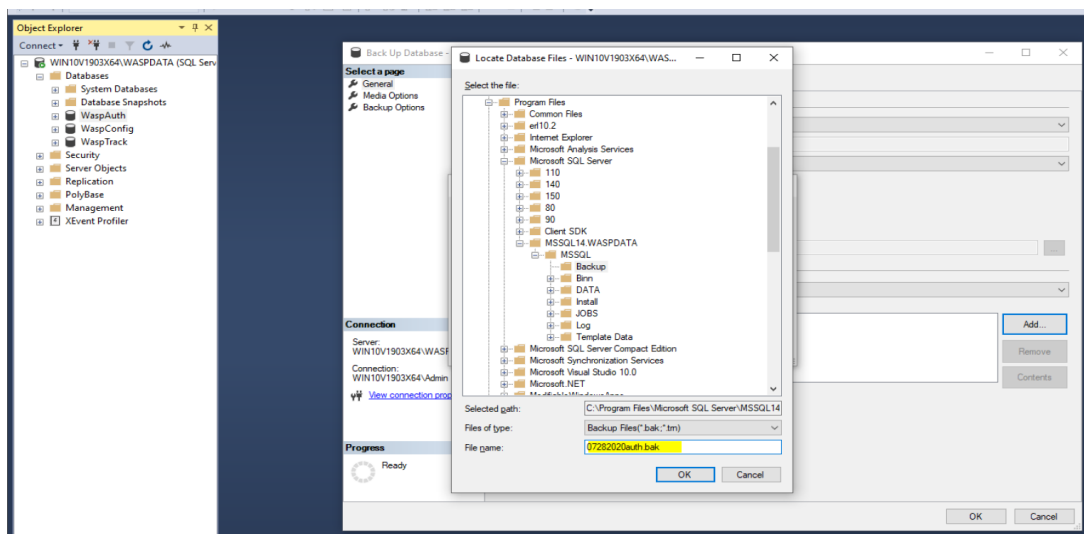 Object Explorer
Connect
WIN10V1903X64\WASPDATA (SQL Serv
Databases
System Databases
Database Snapshots
WaspAuth
WaspConfig
WaspTrack
Security
Server Objects
Replication
PolyBase
Management
XEvent Profiler
Back Up Database -
Select a page
General
Media Options
Backup Options
Connection
Server:
WIN10V1903X64\WASP
Connection:
WIN10V1903X64\Admin
View connection prop
Progress
Ready
Locate Database Files - WIN10V1903X64\WAS...
Select the file:
Program Files
Common Files
erl10.2
Internet Explorer
Microsoft Analysis Services
Microsoft SQL Server
110
140
150
80
90
Client SDK
MSSQL14.WASPDATA
MSSQL
Backup
Binn
DATA
Install
JOBS
Log
Template Data
Microsoft SQL Server Compact Edition
Microsoft Synchronization Services
Microsoft Visual Studio 10.0
Microsoft.NET
Selected path: C:\Program Files\Microsoft SQL Server\MSSQL14
Files of type: Backup Files(*.bak;*.trn)
File name: 07282020auth.bak
OK Cancel
...
Add...
Remove
Contents
OK Cancel